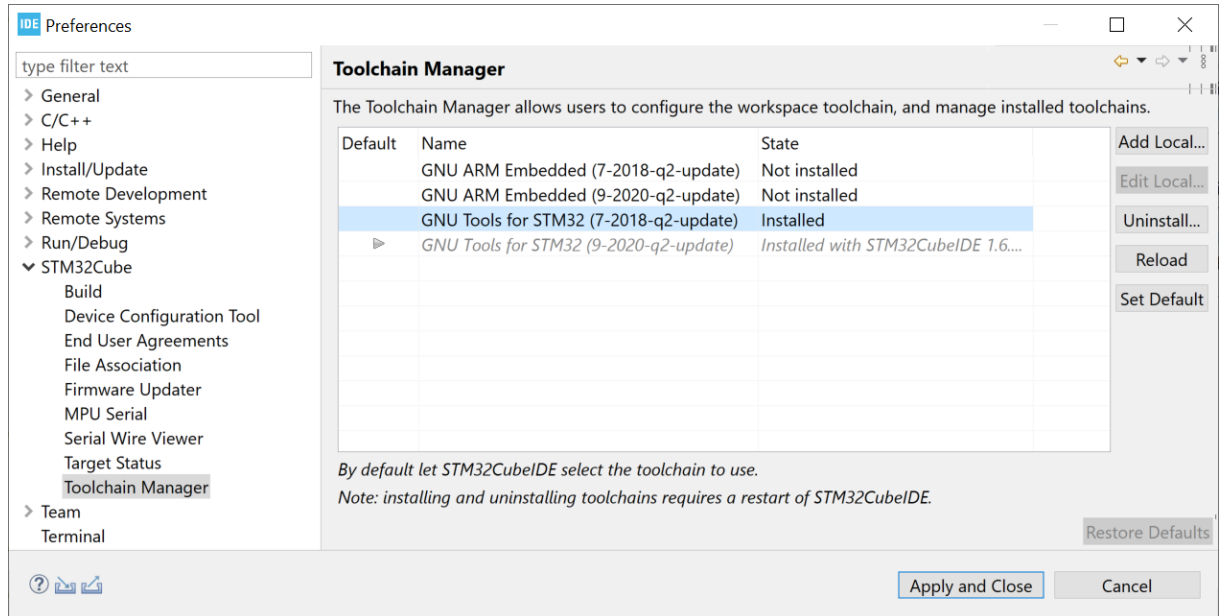 IDE Preferences
type filter text
General
C/C++
Help
Install/Update
Remote Development
Remote Systems
Run/Debug
STM32Cube
Build
Device Configuration Tool
End User Agreements
File Association
Firmware Updater
MPU Serial
Serial Wire Viewer
Target Status
Toolchain Manager
Team
Terminal
Toolchain Manager
The Toolchain Manager allows users to configure the workspace toolchain, and manage installed toolchains.
Default Name State
GNU ARM Embedded (7-2018-q2-update) Not installed
GNU ARM Embedded (9-2020-q2-update) Not installed
GNU Tools for STM32 (7-2018-q2-update) Installed
GNU Tools for STM32 (9-2020-q2-update) Installed with STM32CubeIDE 1.6....
Add Local...
Edit Local...
Uninstall...
Reload
Set Default
By default let STM32CubeIDE select the toolchain to use.
Note: installing and uninstalling toolchains requires a restart of STM32CubeIDE.
Restore Defaults
?
Apply and Close
Cancel